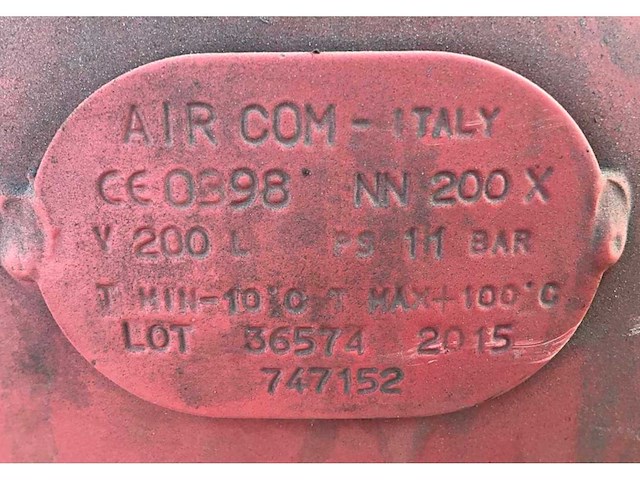 AIR COM - ITALY
CE 0398 NN 200 X
V 200 L PS 11 BAR
T MIN-10°C T MAX+100°C
LOT 36574 2015
747152